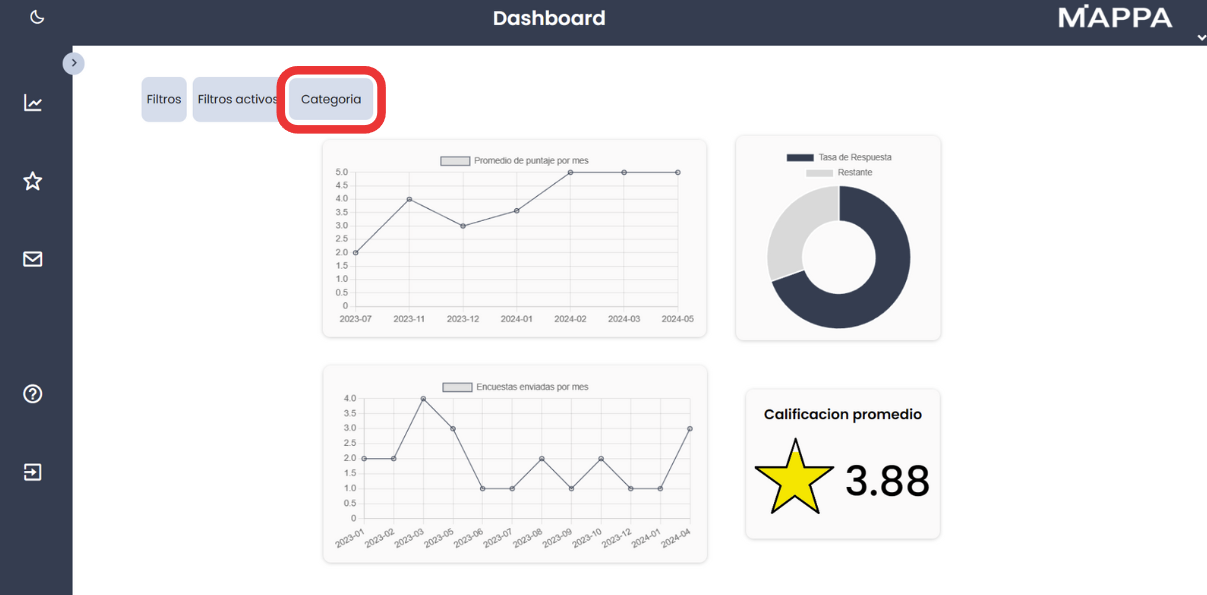 Dashboard
MAPPA
Filtros
Filtros activos
Categoria
Promedio de puntaje por mes
5.0
4.5
4.0
3.5
3.0
2.5
2.0
1.5
1.0
0.5
0
2023-07 2023-11 2023-12 2024-01 2024-02 2024-03 2024-05
Tasa de Respuesta
Restante
Encuestas enviadas por mes
4.0
3.5
3.0
2.5
2.0
1.5
1.0
0.5
0
2023-01 2023-02 2023-03 2023-05 2023-06 2023-07 2023-08 2023-09 2023-10 2023-12 2024-01 2024-04
Calificacion promedio
3.88